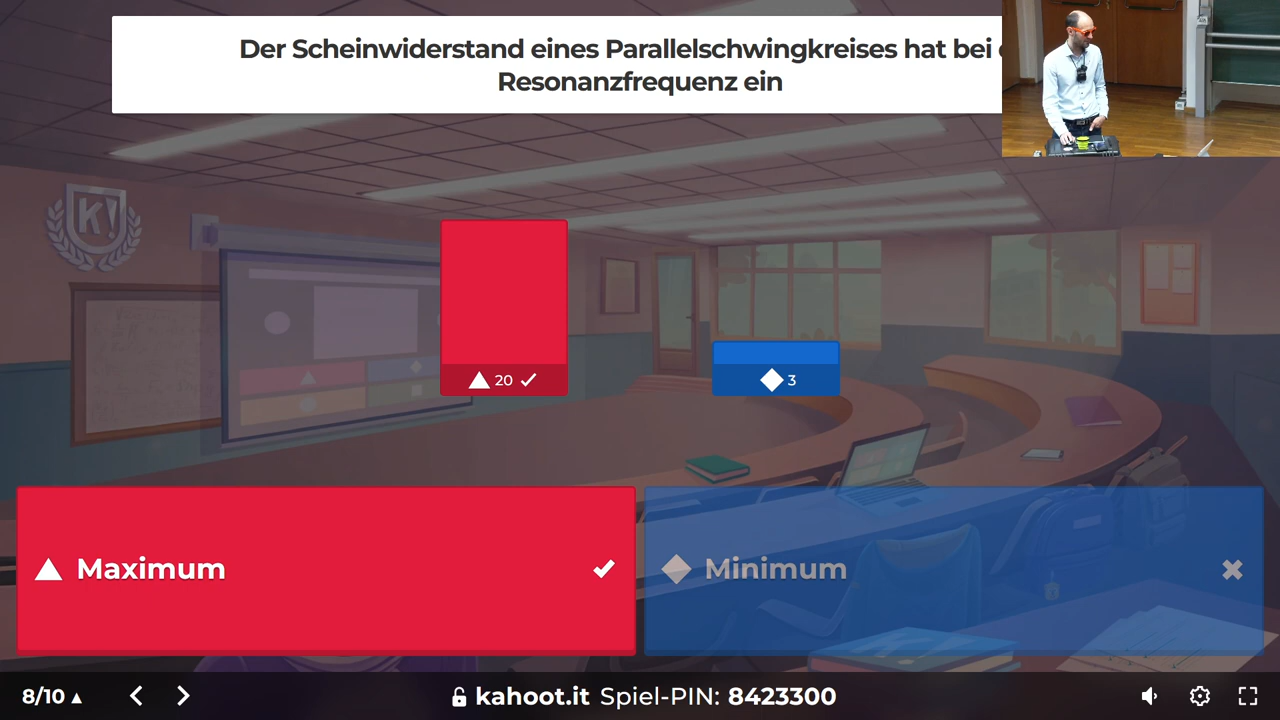 Der Scheinwiderstand eines Parallelschwingkreises hat bei
Resonanzfrequenz ein
K!
20
3
Maximum
Minimum
8/10
kahoot.it Spiel-PIN: 8423300